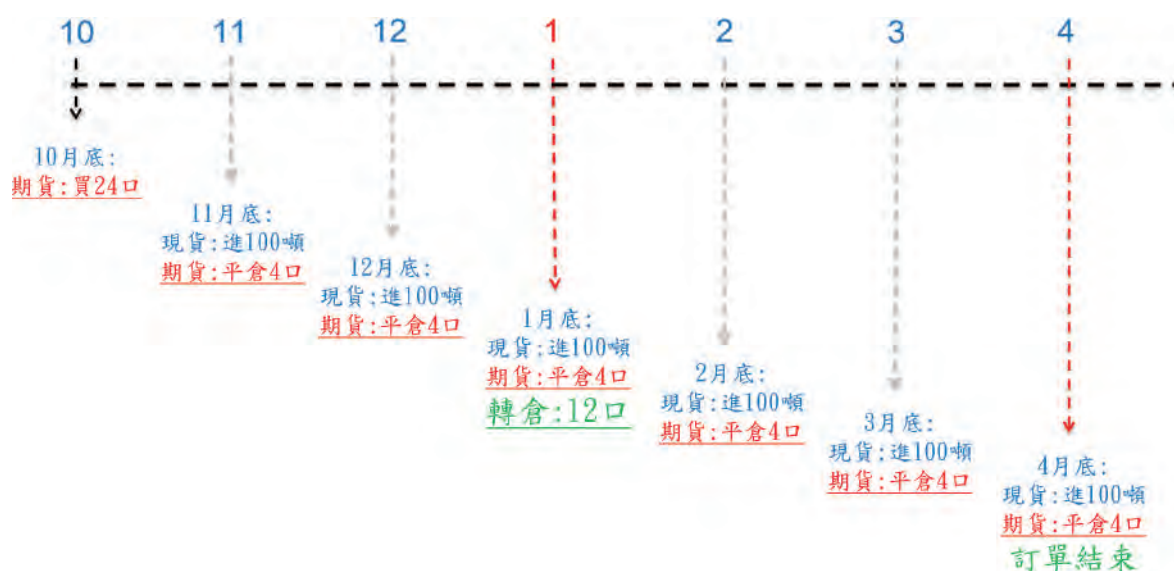 10 11 12 1 2 3 4
10月底:
期貨:買24口
11月底:
現貨:進100噸
期貨:平倉4口
12月底:
現貨:進100噸
期貨:平倉4口
1月底:
現貨:進100噸
期貨:平倉4口
轉倉:12口
2月底:
現貨:進100噸
期貨:平倉4口
3月底:
現貨:進100噸
期貨:平倉4口
4月底:
現貨:進100噸
期貨:平倉4口
訂單結束